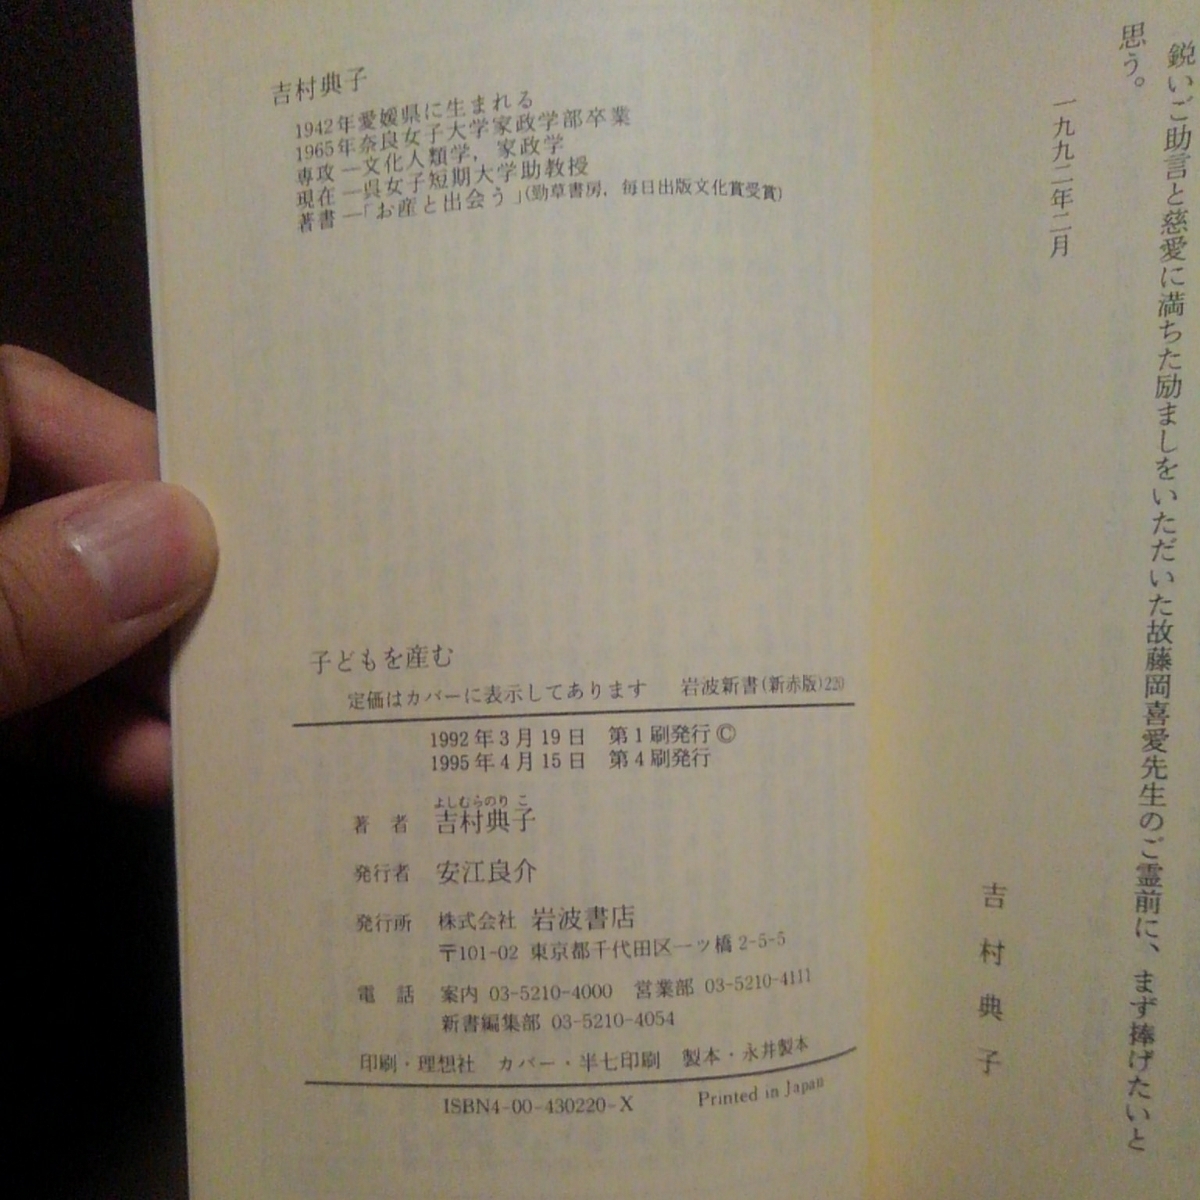 鋭いご助言と慈愛に満ちた励ましをいただいた故藤岡喜愛先生のご霊前に、まず捧げたいと
思う。
一九九二年二月
吉村典子
吉村典子
1942年愛媛県に生まれる
1965年奈良女子大学家政学部卒業
専攻―文化人類学，家政学
現在―呉女子短期大学助教授
著書―「お産と出会う」(勁草書房，毎日出版文化賞受賞)
子どもを産む
定価はカバーに表示してあります 岩波新書(新赤版)220
1992年3月19日 第1刷発行©
1995年4月15日 第4刷発行
よしむらのりこ
著者 吉村典子
発行者 安江良介
発行所 株式会社 岩波書店
〒101-02 東京都千代田区一ツ橋2-5-5
電話 案内 03-5210-4000 営業部 03-5210-4111
新書編集部 03-5210-4054
印刷・理想社 カバー・半七印刷 製本・永井製本
ISBN4-00-430220-X Printed in Japan